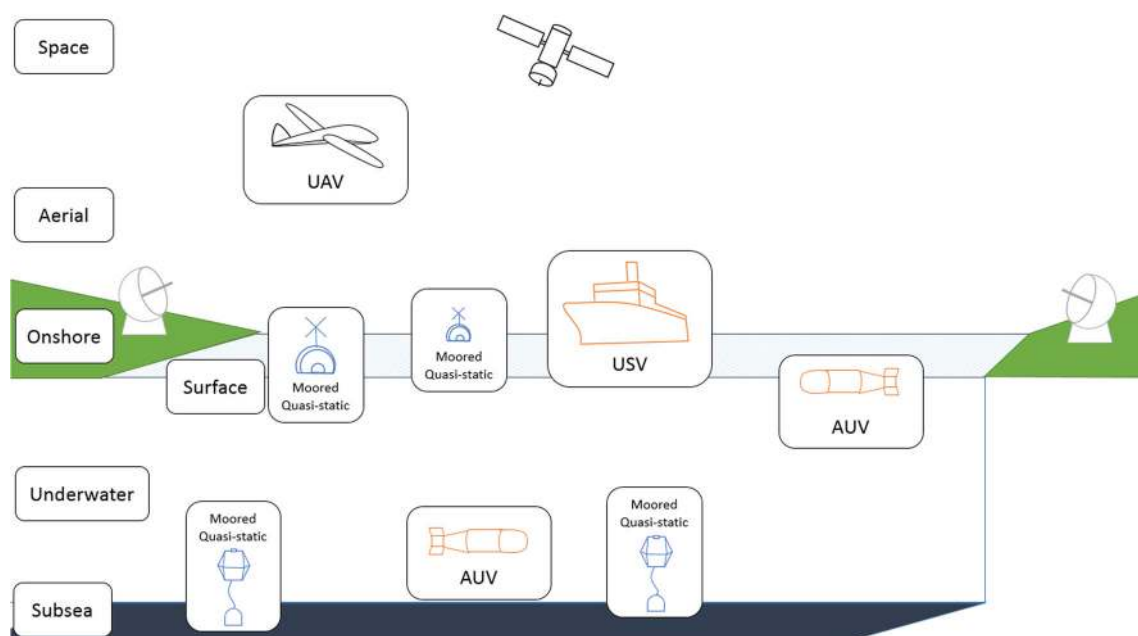 Space
UAV
Aerial
Onshore
Surface
Moored
Quasi-static
Moored
Quasi-static
USV
AUV
Underwater
Moored
Quasi-static
AUV
Moored
Quasi-static
Subsea